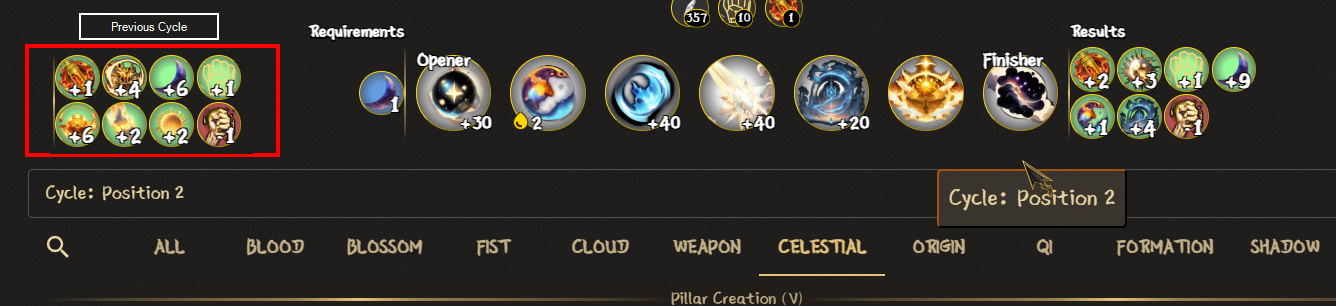 357 10 1
Previous Cycle
Requirements
Results
+1 +4 +6 +1
+6 +2 +2 1
1
Opener
+30
2
+40
+40
+20
Finisher
+2 +3 +1 +9
+1 +4 1
Cycle: Position 2
Cycle: Position 2
ALL BLOOD BLOSSOM FIST CLOUD WEAPON CELESTIAL ORIGIN QI FORMATION SHADOW
Pillar Creation (V)